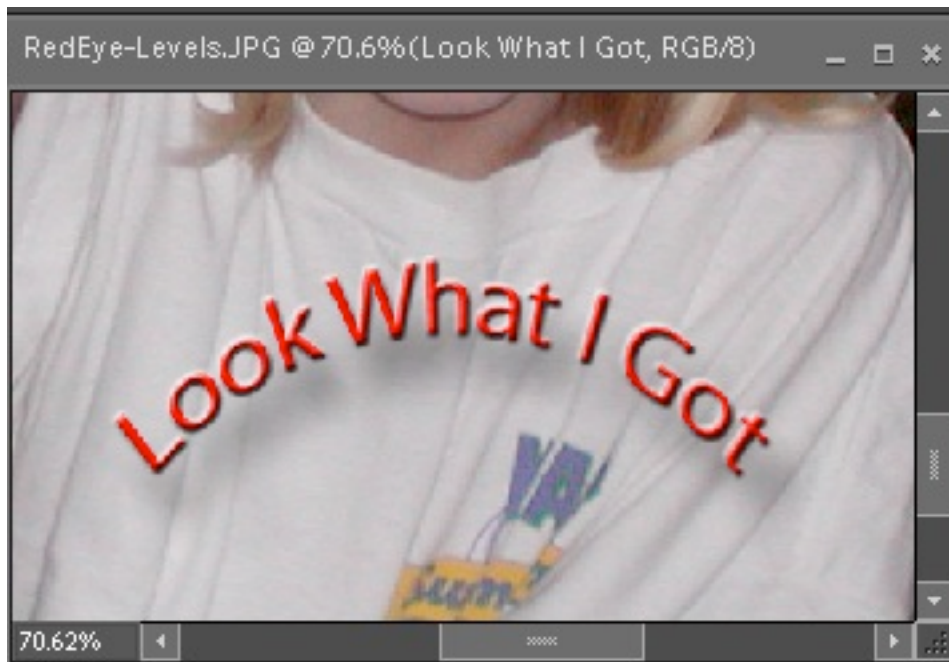 RedEye-Levels.JPG @ 70.6%(Look What I Got, RGB/8)
Look What I Got
70.62%